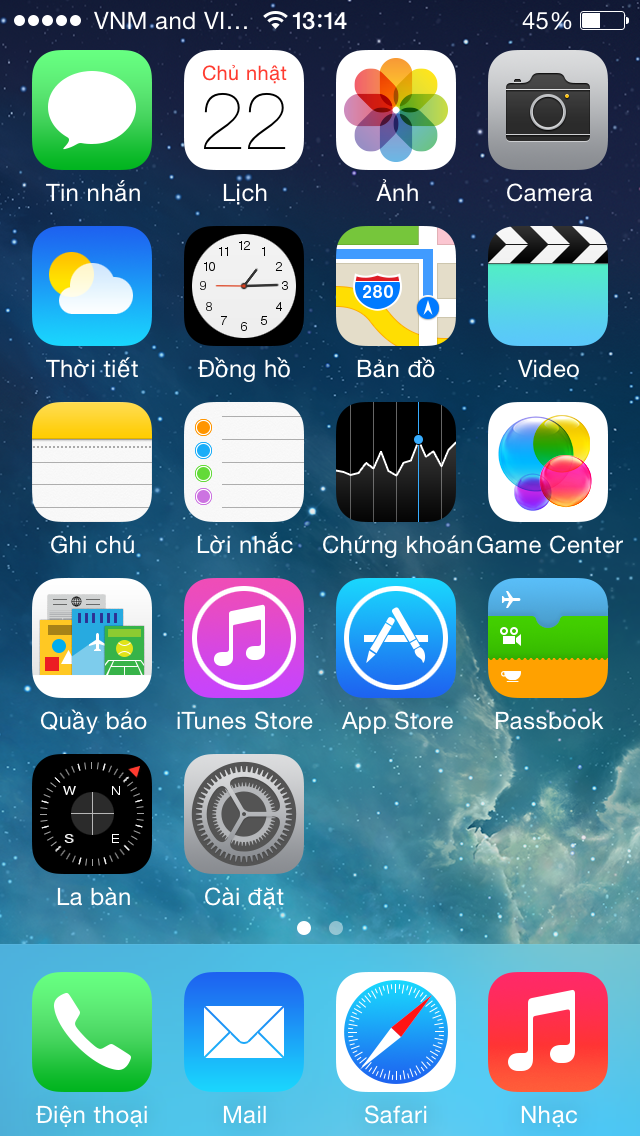 VNM and VI... 13:14 45%
Chủ nhật
22
Tin nhắn Lịch Ảnh Camera
12
11 1
10 2
9 3
8 4
7 5
6
280
Thời tiết Đồng hồ Bản đồ Video
Ghi chú Lời nhắc Chứng khoán Game Center
Quầy báo iTunes Store App Store Passbook
W N
S E
La bàn Cài đặt
Điện thoại Mail Safari Nhạc